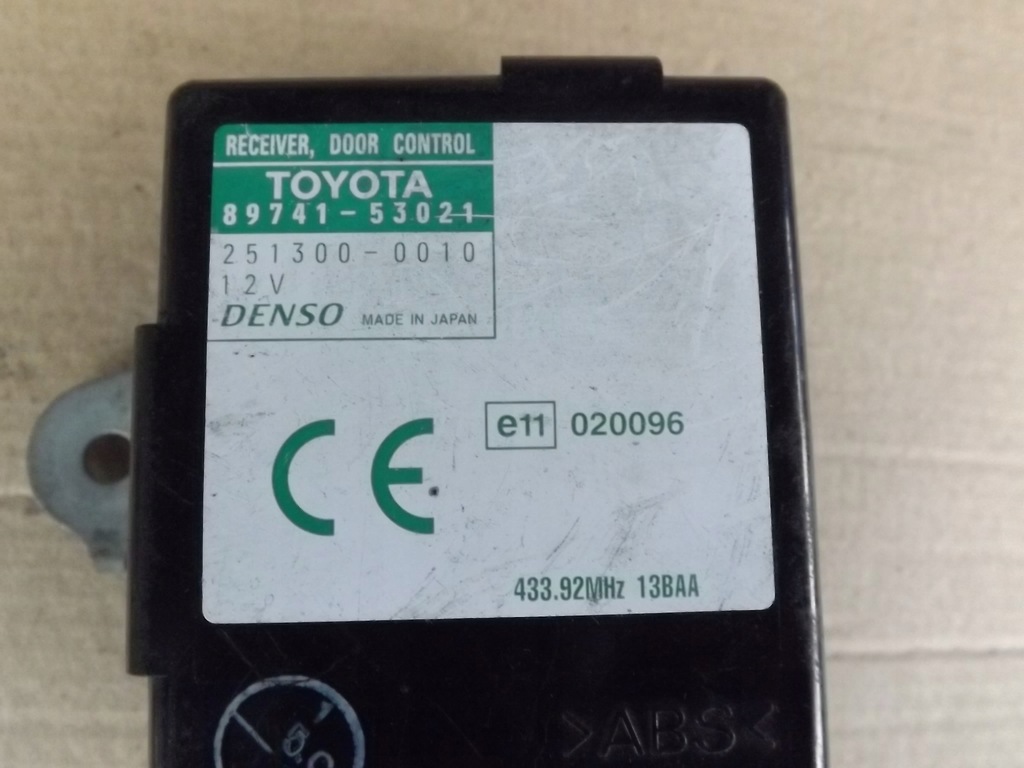 RECEIVER, DOOR CONTROL
TOYOTA
89741-53021
251300-0010
12V
DENSO MADE IN JAPAN
CE
e11 020096
433.92MHz 13BAA
>ABS<